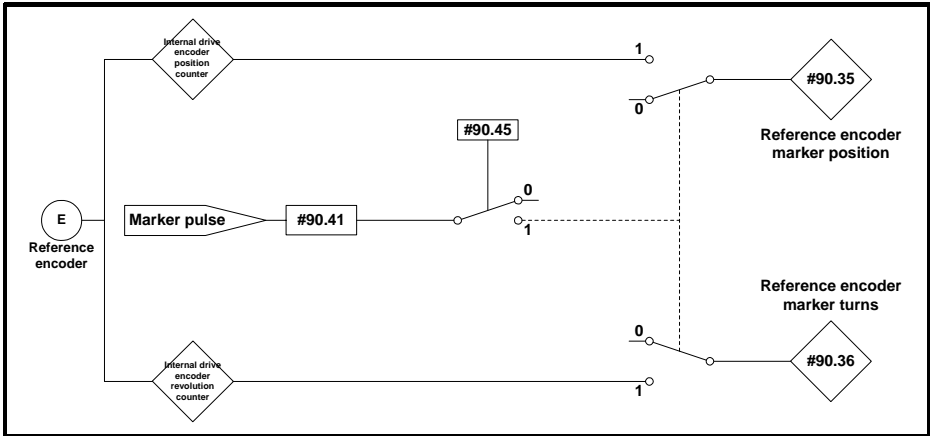 Internal drive
encoder
position
counter
1
0
#90.35
Reference encoder
marker position
#90.45
E
Reference
encoder
Marker pulse
#90.41
0
1
Reference encoder
marker turns
Internal drive
encoder
revolution
counter
0
1
#90.36